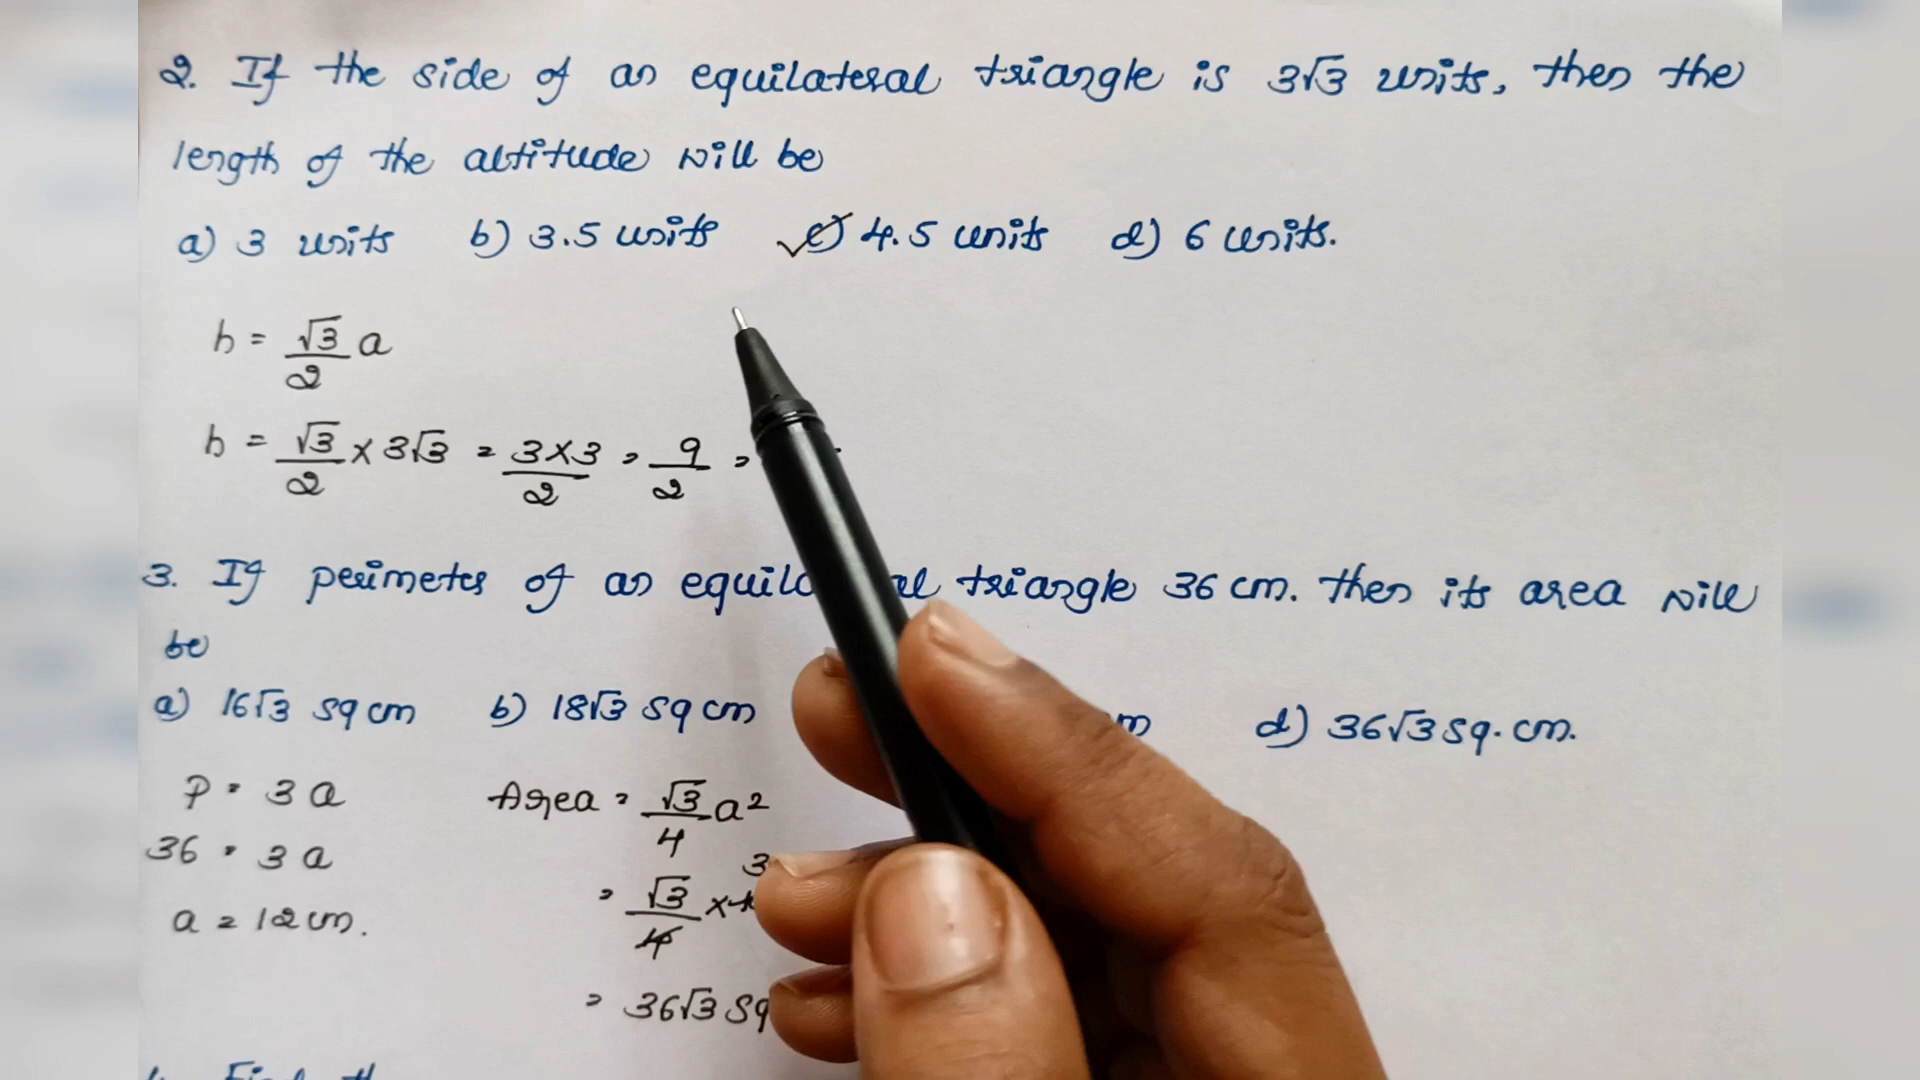 2. If the side of an equilateral triangle is 3√3 units, then the
length of the altitude will be
a) 3 units b) 3.5 units ✓c) 4.5 units d) 6 units.
h = √3/2 a
h = √3/2 × 3√3 = 3×3/2 = 9/2 =
3. If perimeter of an triangle 36 cm. then its area will
be
a) 16√3 sq cm b) 18√3 sq cm d) 36√3 sq. cm.
P = 3a Area = √3/4 a²
36 = 3a = √3/4 ×
a = 12 cm.
= 36√3 sq